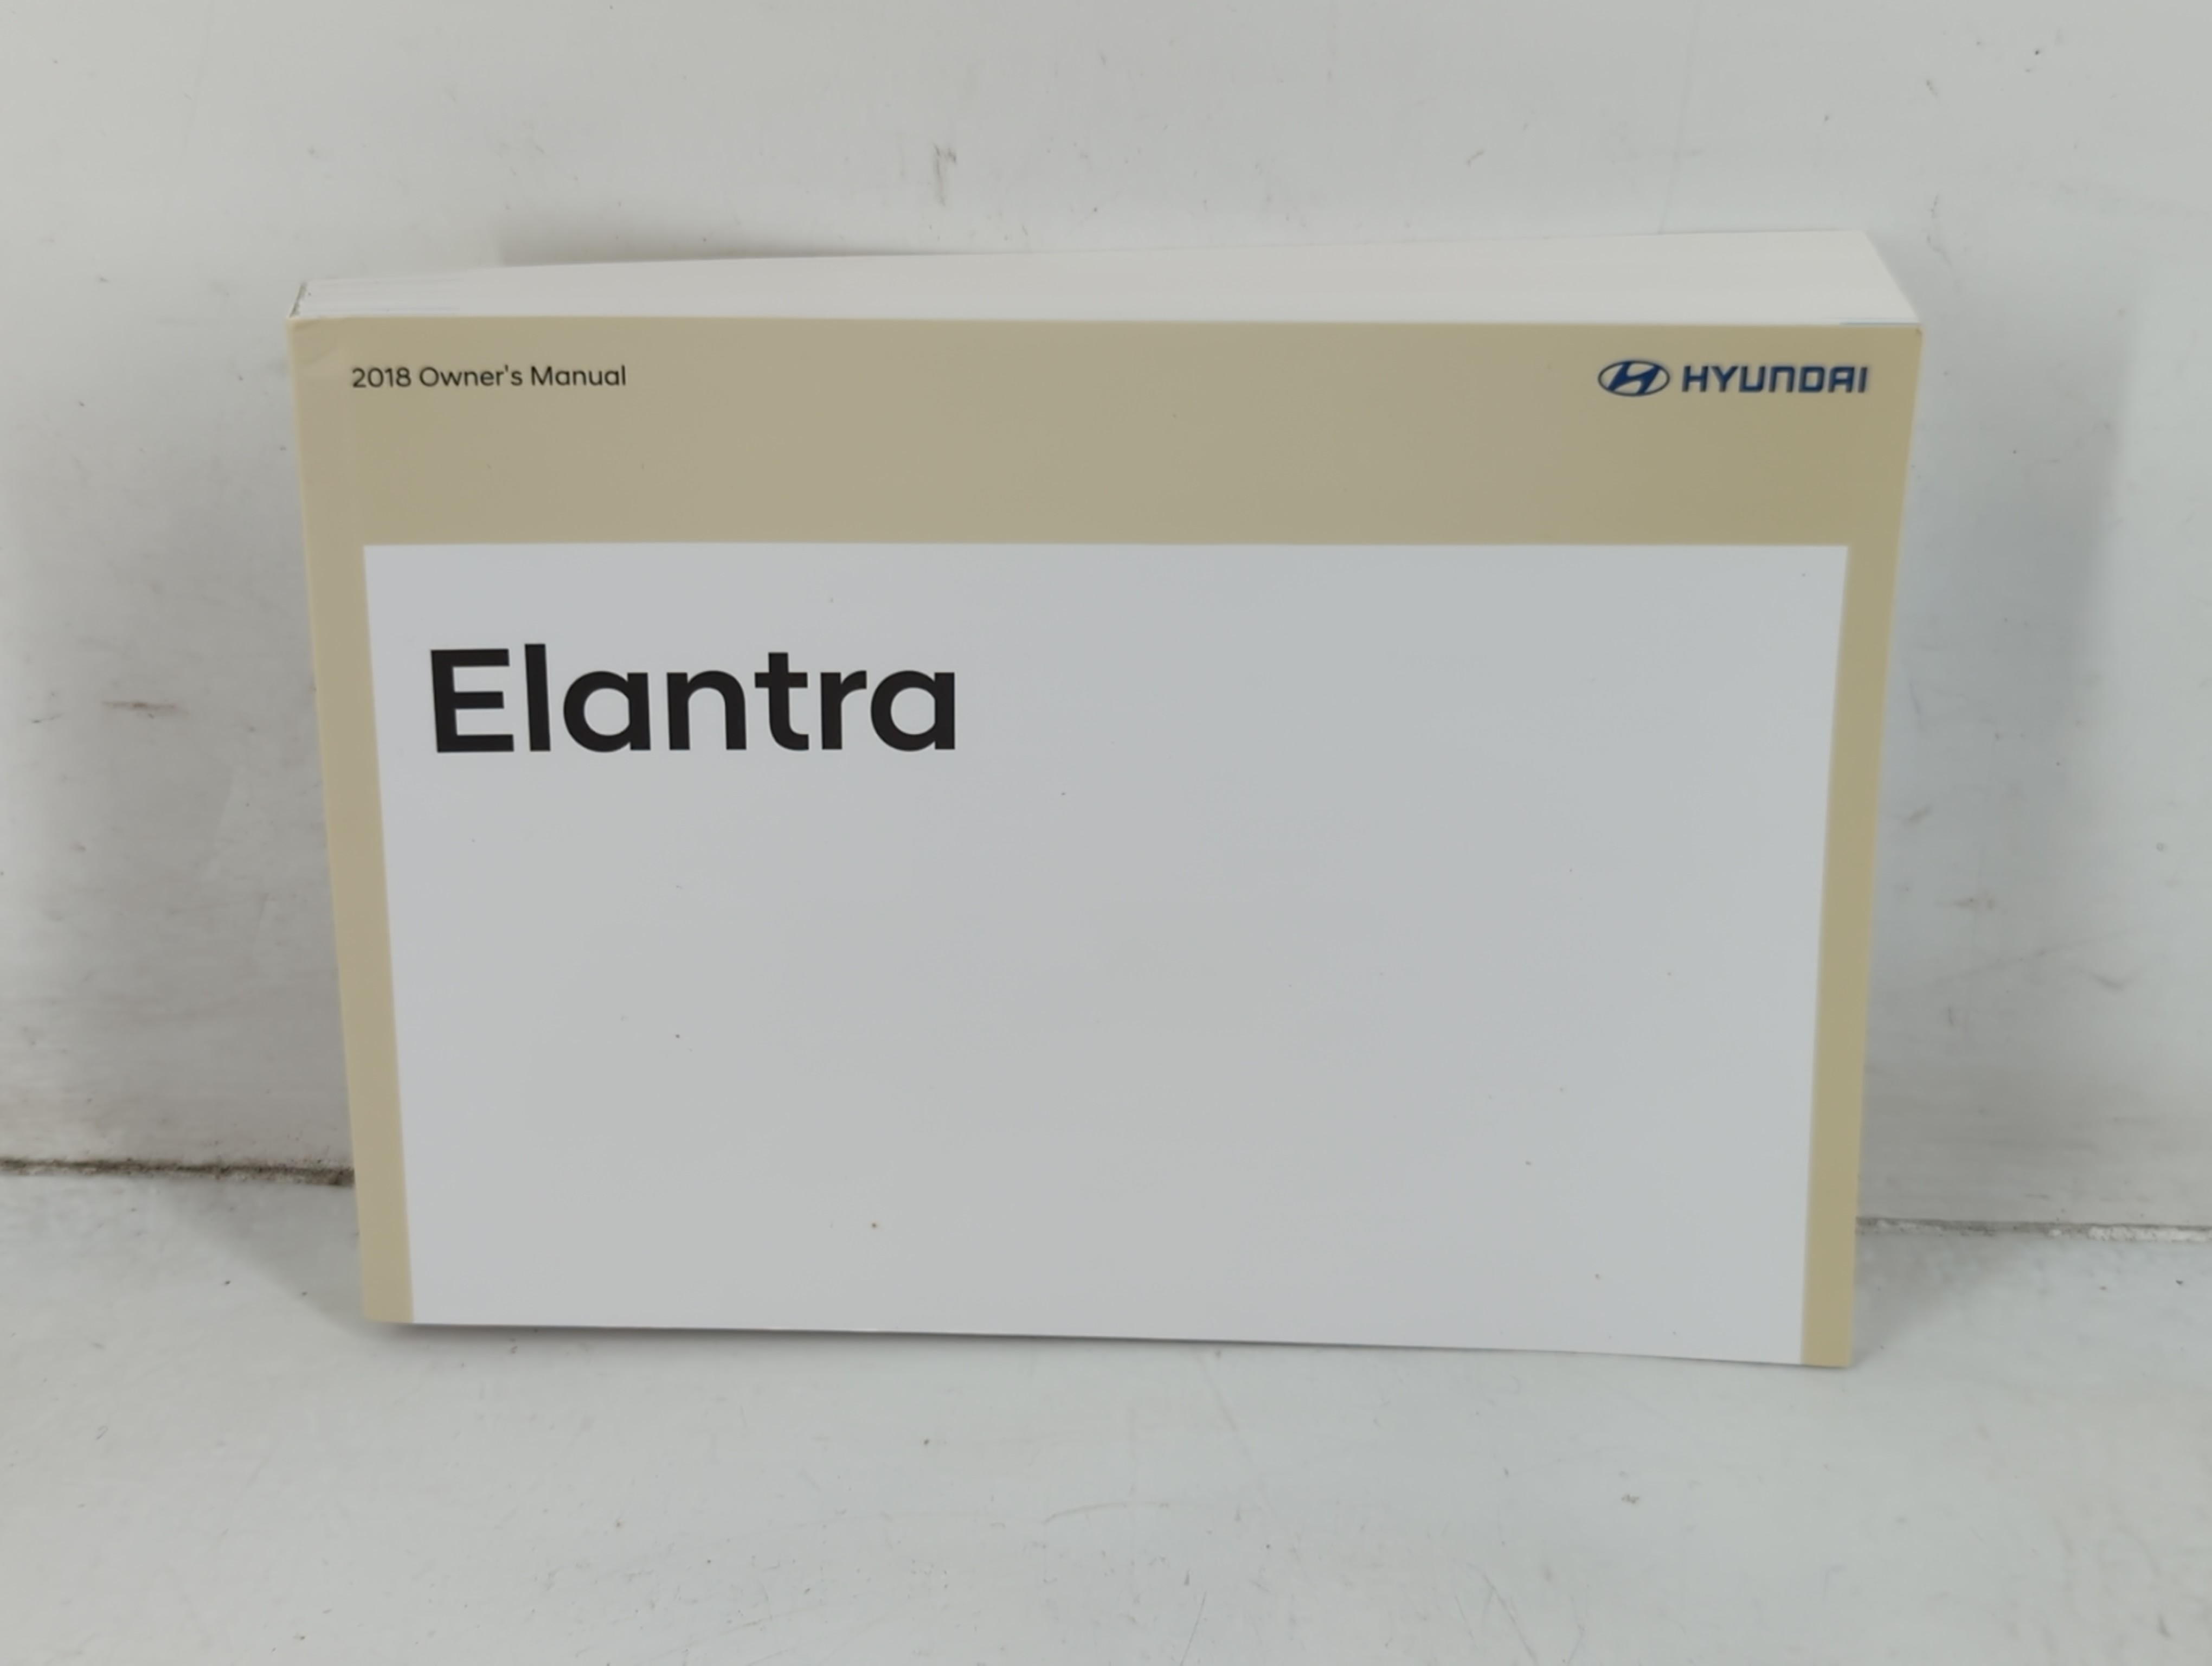 2018 Owner's Manual
HYUNDAI
Elantra